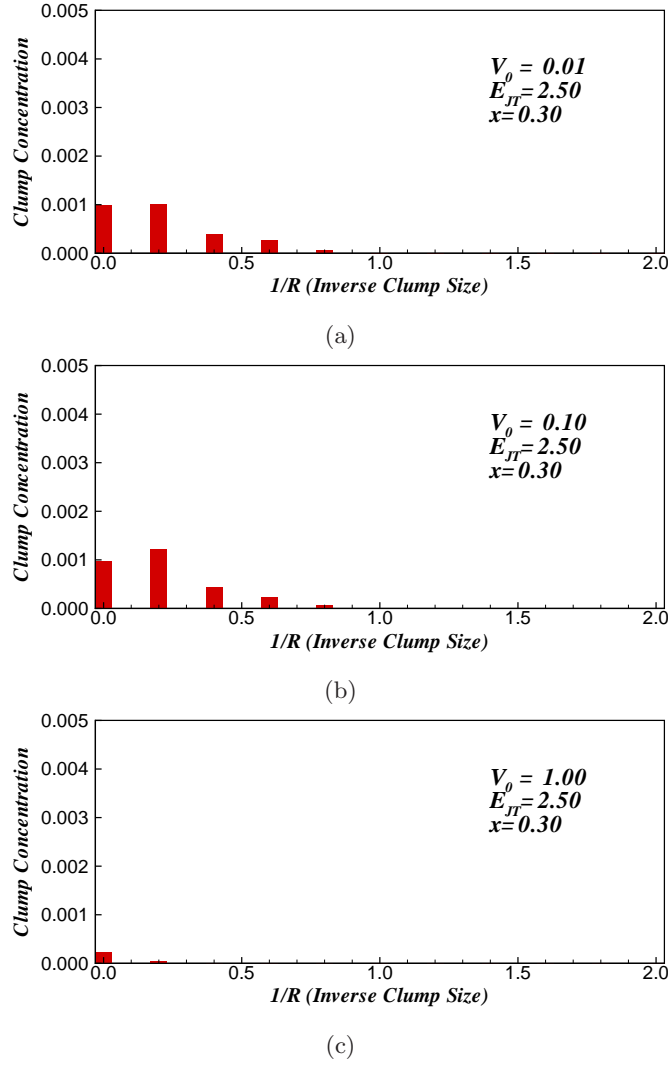 0.005
0.004
0.003
0.002
0.001
0.000
Clump Concentration
V0 = 0.01
EJT=2.50
x=0.30
0.0 0.5 1.0 1.5 2.0
1/R (Inverse Clump Size)
(a)
0.005
0.004
0.003
0.002
0.001
0.000
Clump Concentration
V0 = 0.10
EJT=2.50
x=0.30
0.0 0.5 1.0 1.5 2.0
1/R (Inverse Clump Size)
(b)
0.005
0.004
0.003
0.002
0.001
0.000
Clump Concentration
V0 = 1.00
EJT=2.50
x=0.30
0.0 0.5 1.0 1.5 2.0
1/R (Inverse Clump Size)
(c)